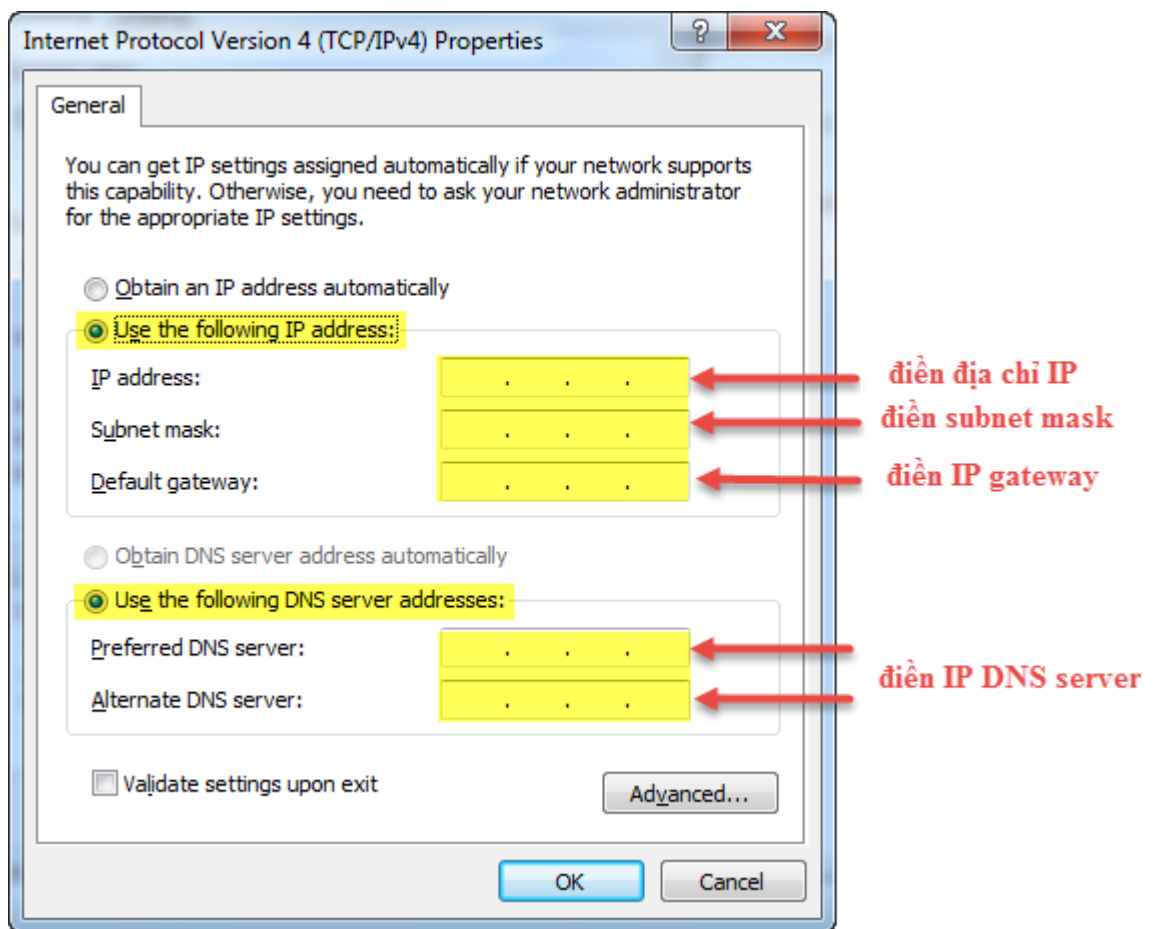 Internet Protocol Version 4 (TCP/IPv4) Properties
General
You can get IP settings assigned automatically if your network supports
this capability. Otherwise, you need to ask your network administrator
for the appropriate IP settings.
Obtain an IP address automatically
Use the following IP address:
IP address: . . . điền địa chỉ IP
Subnet mask: . . . điền subnet mask
Default gateway: . . . điền IP gateway
Obtain DNS server address automatically
Use the following DNS server addresses:
Preferred DNS server: . . .
điền IP DNS server
Alternate DNS server: . . .
Validate settings upon exit
Advanced...
OK Cancel